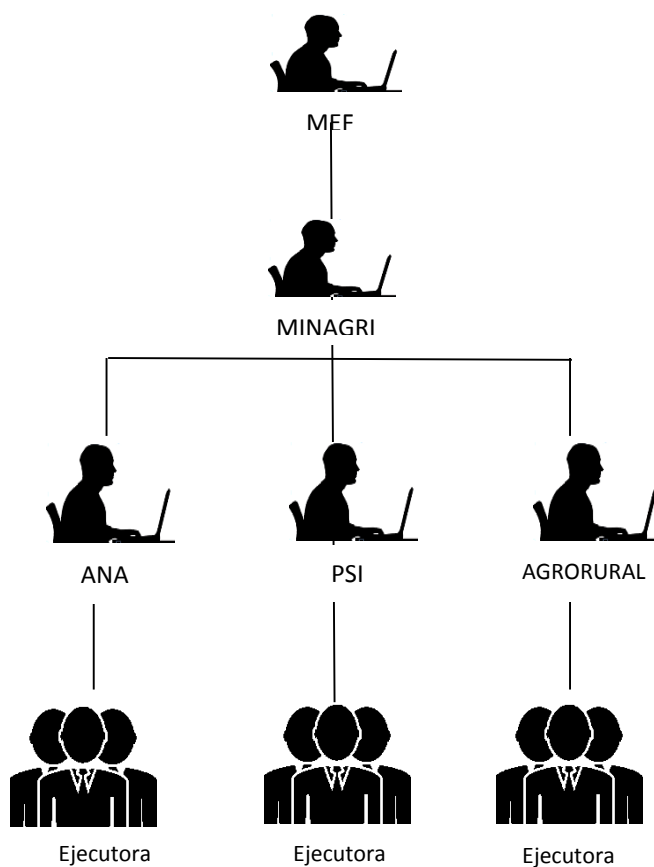 MEF
MINAGRI
ANA
PSI
AGRORURAL
Ejecutora
Ejecutora
Ejecutora